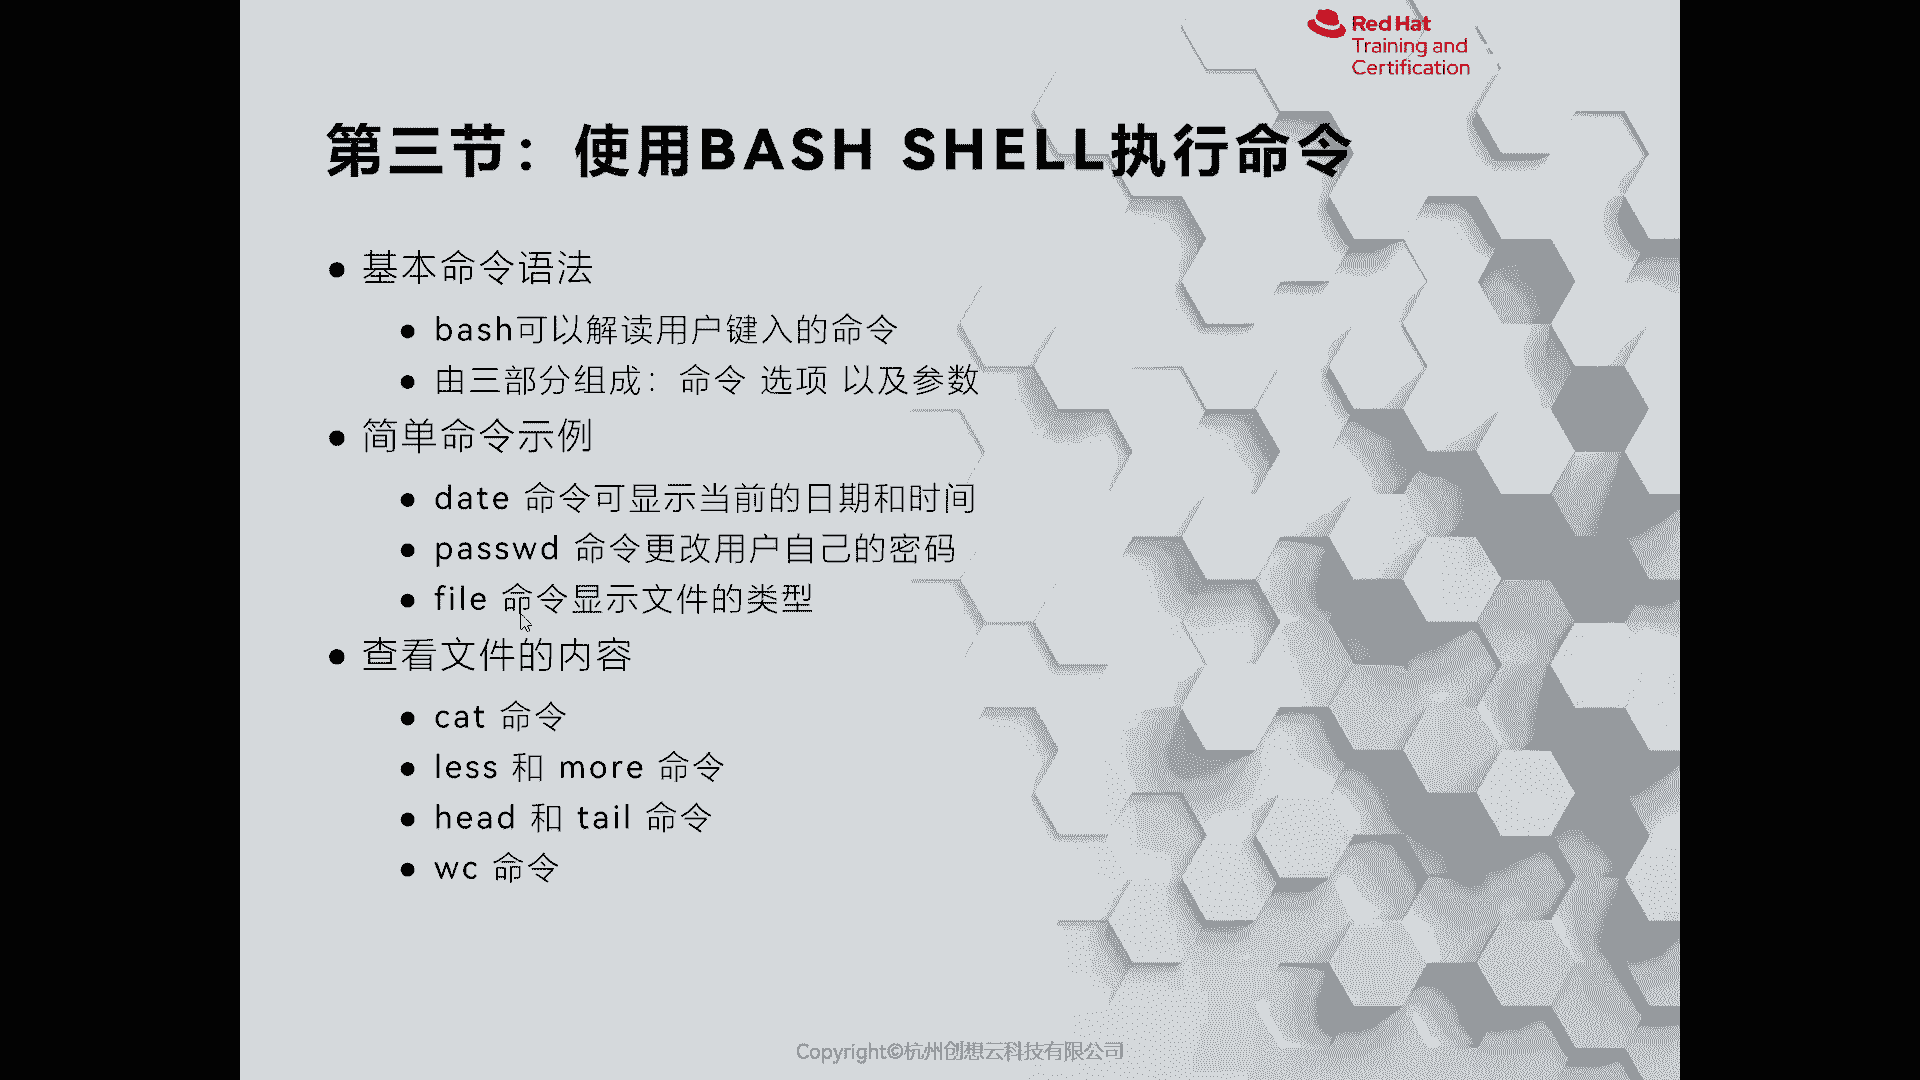 Red Hat
Training and
Certification
第三节：使用BASH SHELL执行命令
● 基本命令语法
● bash可以解读用户键入的命令
● 由三部分组成：命令 选项 以及参数
● 简单命令示例
● date 命令可显示当前的日期和时间
● passwd 命令更改用户自己的密码
● file 命令显示文件的类型
● 查看文件的内容
● cat 命令
● less 和 more 命令
● head 和 tail 命令
● wc 命令
Copyright©杭州创想云科技有限公司